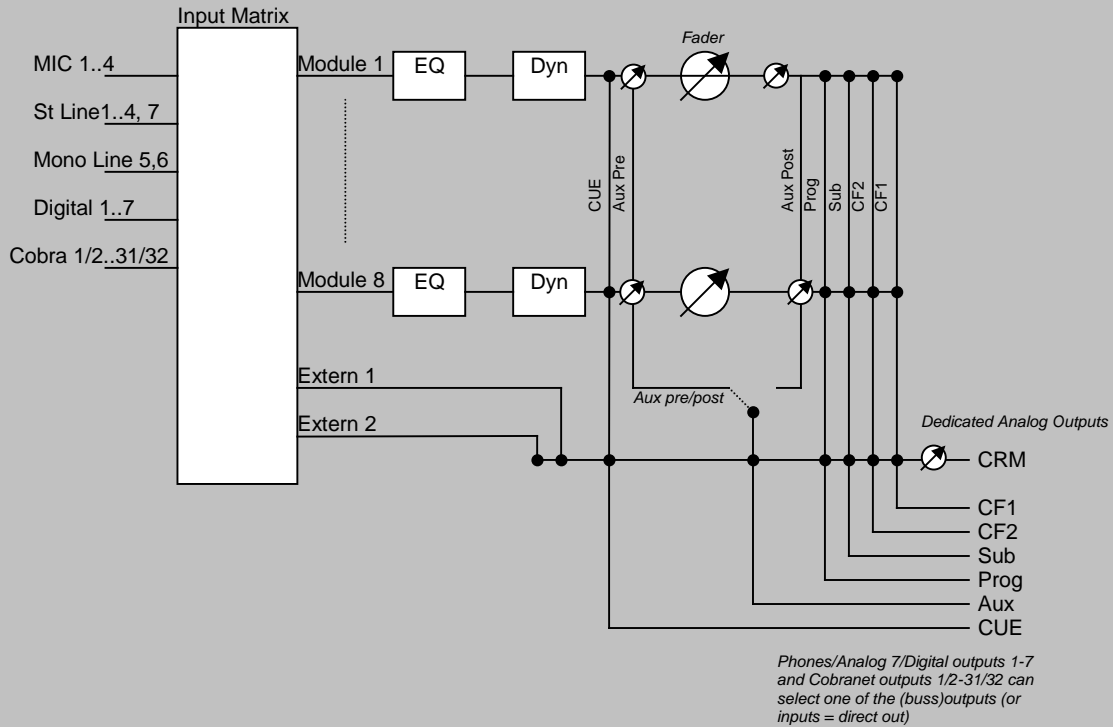 Input Matrix
MIC 1..4
St Line1..4, 7
Mono Line 5,6
Digital 1..7
Cobra 1/2..31/32
Module 1
EQ
Dyn
Fader
CUE
Aux Pre
Aux Post
Prog
Sub
CF2
CF1
Module 8
EQ
Dyn
Extern 1
Extern 2
Aux pre/post
Dedicated Analog Outputs
CRM
CF1
CF2
Sub
Prog
Aux
CUE
Phones/Analog 7/Digital outputs 1-7
and Cobranet outputs 1/2-31/32 can
select one of the (buss)outputs (or
inputs = direct out)